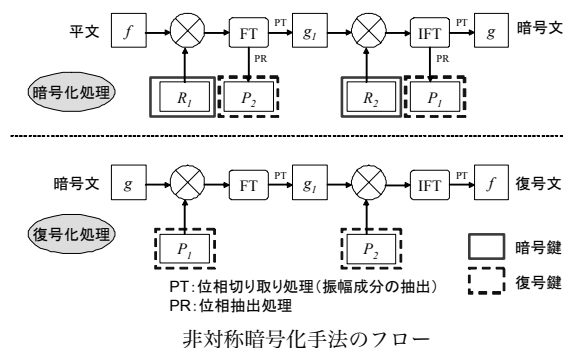 平文 f FT PT g1 IFT PT g 暗号文
PR PR
暗号化処理 R1 P2 R2 P1
暗号文 g FT PT g1 IFT PT f 復号文
復号化処理 P1 P2
暗号鍵
復号鍵
PT:位相切り取り処理(振幅成分の抽出)
PR:位相抽出処理
非対称暗号化手法のフロー